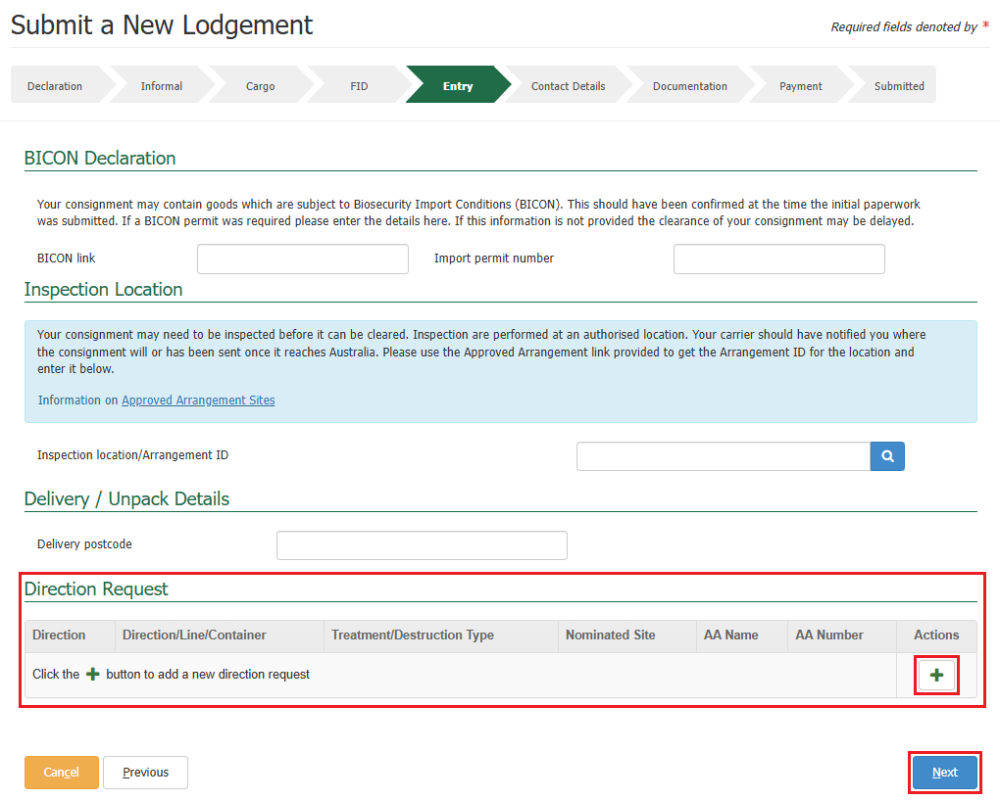 Submit a New Lodgement
Required fields denoted by *
Declaration Informal Cargo FID Entry Contact Details Documentation Payment Submitted
BICON Declaration
Your consignment may contain goods which are subject to Biosecurity Import Conditions (BICON). This should have been confirmed at the time the initial paperwork
was submitted. If a BICON permit was required please enter the details here. If this information is not provided the clearance of your consignment may be delayed.
BICON link Import permit number
Inspection Location
Your consignment may need to be inspected before it can be cleared. Inspection are performed at an authorised location. Your carrier should have notified you where
the consignment will or has been sent once it reaches Australia. Please use the Approved Arrangement link provided to get the Arrangement ID for the location and
enter it below.
Information on Approved Arrangement Sites
Inspection location/Arrangement ID
Delivery / Unpack Details
Delivery postcode
Direction Request
Direction Direction/Line/Container Treatment/Destruction Type Nominated Site AA Name AA Number Actions
Click the + button to add a new direction request +
Cancel Previous Next